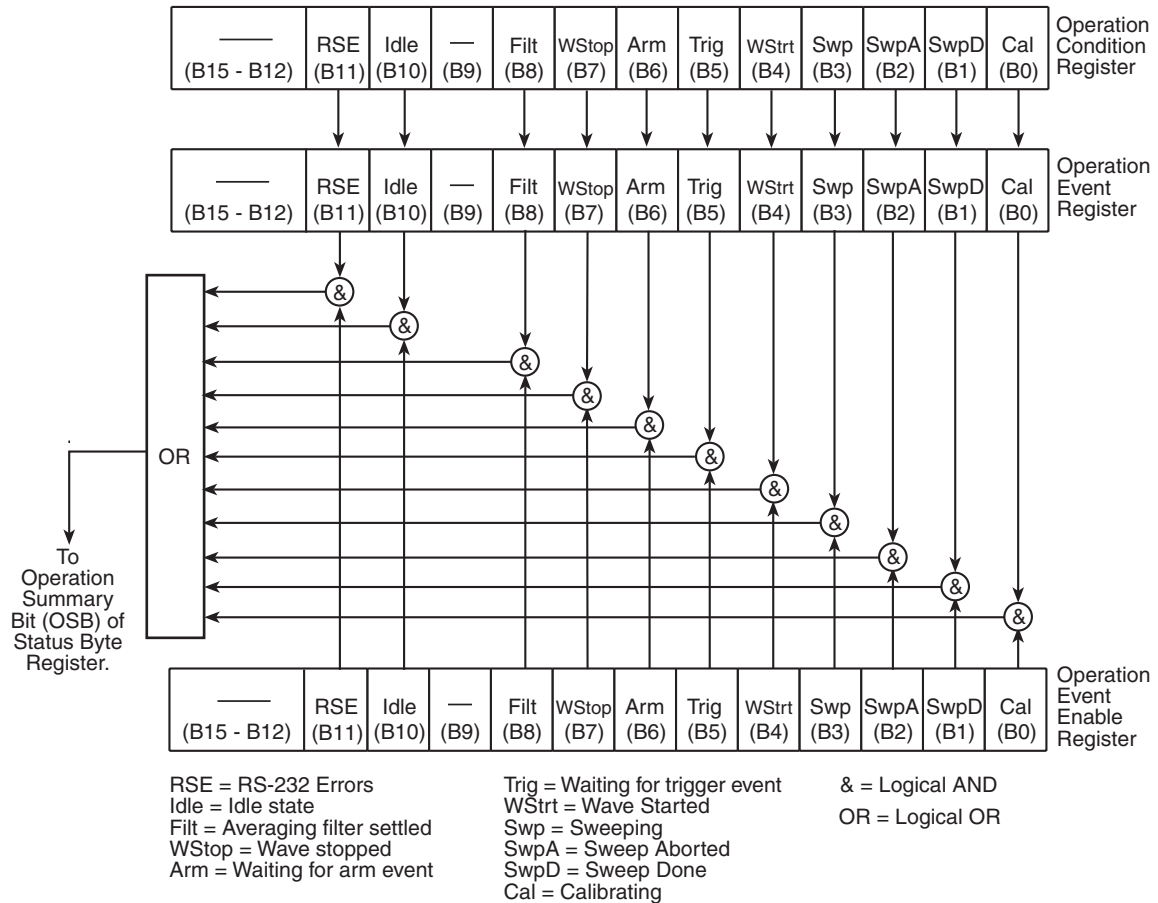 RSE Idle — Filt WStop Arm Trig WStrt Swp SwpA SwpD Cal
(B15 - B12) (B11) (B10) (B9) (B8) (B7) (B6) (B5) (B4) (B3) (B2) (B1) (B0)
Operation
Condition
Register
RSE Idle — Filt WStop Arm Trig WStrt Swp SwpA SwpD Cal
(B15 - B12) (B11) (B10) (B9) (B8) (B7) (B6) (B5) (B4) (B3) (B2) (B1) (B0)
Operation
Event
Register
&
&
&
&
&
&
&
&
&
&
&
OR
To
Operation
Summary
Bit (OSB) of
Status Byte
Register.
RSE Idle — Filt WStop Arm Trig WStrt Swp SwpA SwpD Cal
(B15 - B12) (B11) (B10) (B9) (B8) (B7) (B6) (B5) (B4) (B3) (B2) (B1) (B0)
Operation
Event
Enable
Register
RSE = RS-232 Errors
Idle = Idle state
Filt = Averaging filter settled
WStop = Wave stopped
Arm = Waiting for arm event
Trig = Waiting for trigger event
WStrt = Wave Started
Swp = Sweeping
SwpA = Sweep Aborted
SwpD = Sweep Done
Cal = Calibrating
& = Logical AND
OR = Logical OR